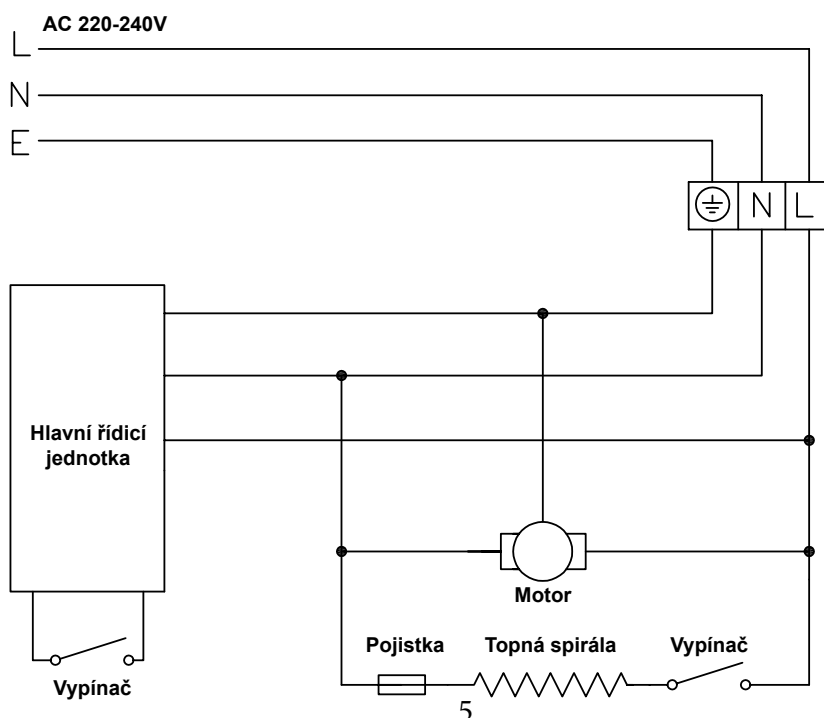 AC 220-240V
L
N
E
N L
Hlavní řídicí
jednotka
Motor
Pojistka Topná spirála Vypínač
Vypínač
5